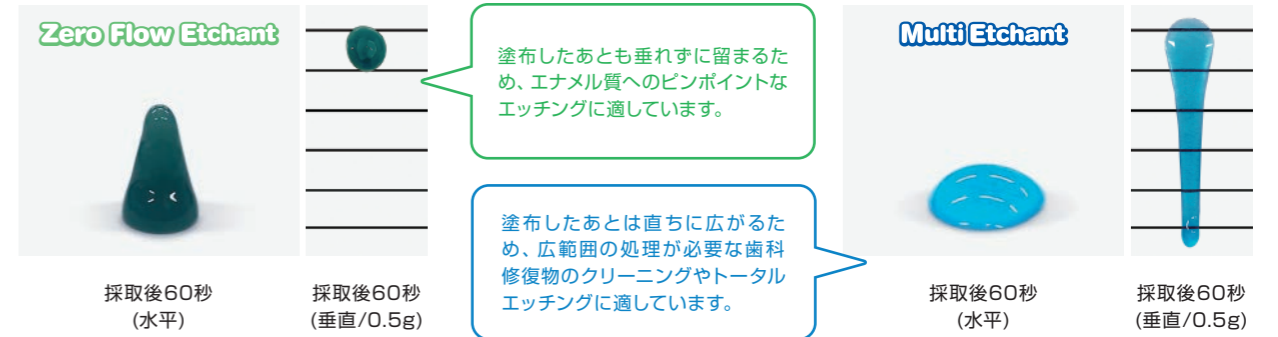 Zero Flow Etchant
塗布したあとも垂れずに留まるた
め、エナメル質へのピンポイントな
エッチングに適しています。
Multi Etchant
塗布したあとは直ちに広がるた
め、広範囲の処理が必要な歯科
修復物のクリーニングやトータル
エッチングに適しています。
採取後60秒
(水平)
採取後60秒
(垂直/0.5g)
採取後60秒
(水平)
採取後60秒
(垂直/0.5g)